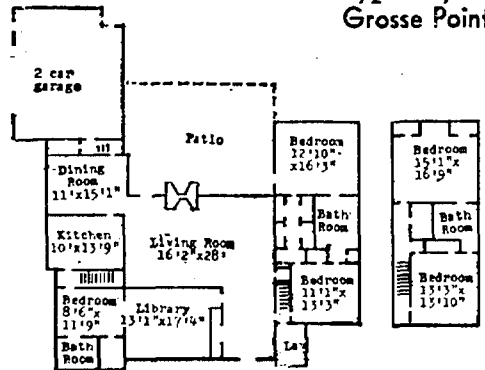 Grosse Point
2 car
garage
Patio
Dining
Room
11'x15'1"
Kitchen
10'x13'9"
Living Room
16'2"x28'
Bedroom
8'6"x
11'9"
Bath
Room
Library
13'1"x17'4"
Bedroom
12'10"
x16'3"
Bath
Room
Bedroom
11'1"x
13'3"
La
Bedroom
15'1"x
16'9"
Bath
Room
Bedroom
13'3"x
13'10"